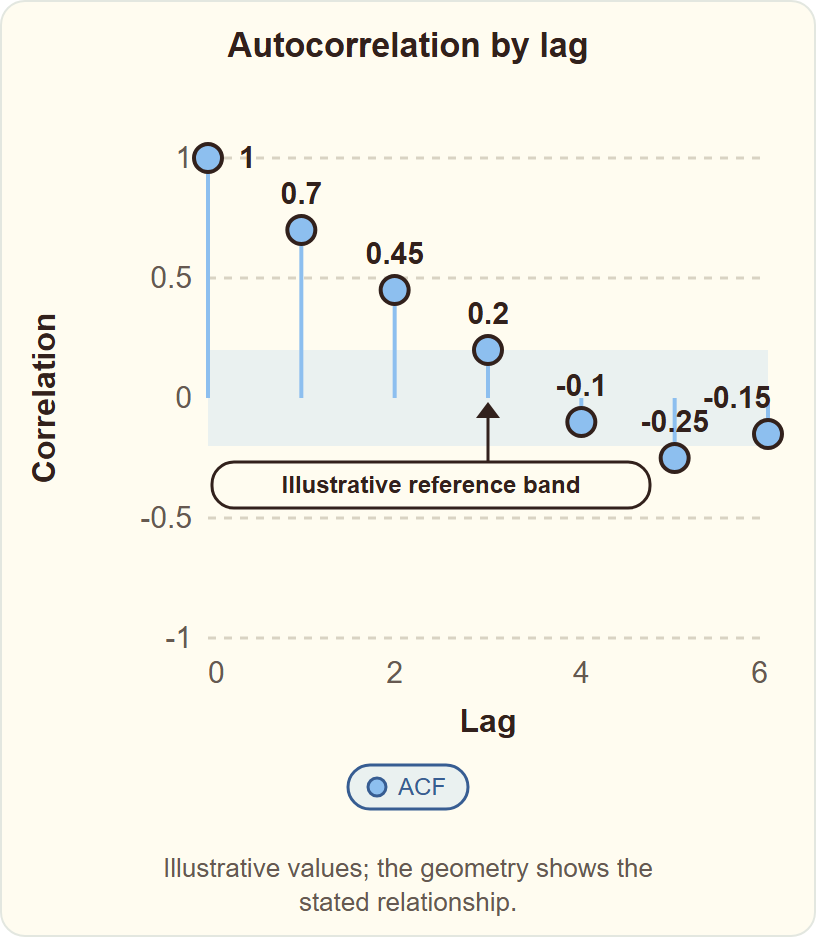 Autocorrelation by lag
1
1
0.7
0.45
0.5
0.2
-0.1
0
-0.15
-0.25
Illustrative reference band
-0.5
-1
0
2
4
6
Correlation
Lag
ACF
Illustrative values; the geometry shows the
stated relationship.